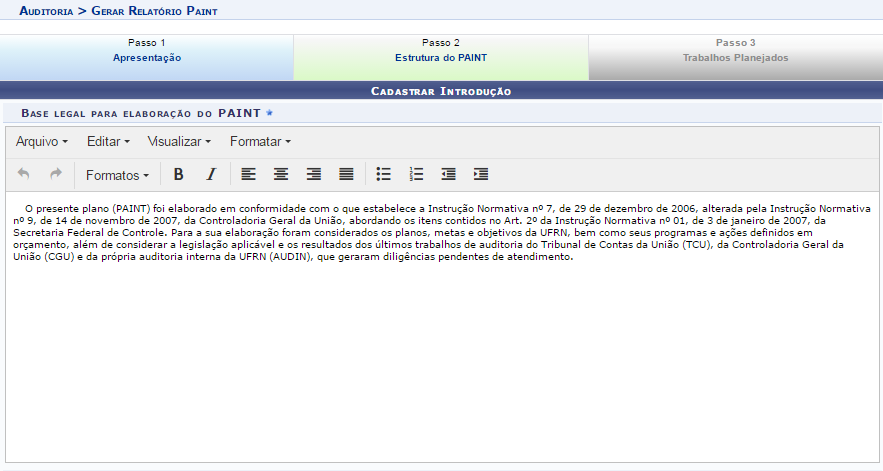 Auditoria > Gerar Relatório Paint
Passo 1
Apresentação
Passo 2
Estrutura do PAINT
Passo 3
Trabalhos Planejados
Cadastrar Introdução
Base legal para elaboração do PAINT
Arquivo Editar Visualizar Formatar
Formatos B I
O presente plano (PAINT) foi elaborado em conformidade com o que estabelece a Instrução Normativa nº 7, de 29 de dezembro de 2006, alterada pela Instrução Normativa
nº 9, de 14 de novembro de 2007, da Controladoria Geral da União, abordando os itens contidos no Art. 2º da Instrução Normativa nº 01, de 3 de janeiro de 2007, da
Secretaria Federal de Controle. Para a sua elaboração foram considerados os planos, metas e objetivos da UFRN, bem como seus programas e ações definidos em
orçamento, além de considerar a legislação aplicável e os resultados dos últimos trabalhos de auditoria do Tribunal de Contas da União (TCU), da Controladoria Geral da
União (CGU) e da própria auditoria interna da UFRN (AUDIN), que geraram diligências pendentes de atendimento.